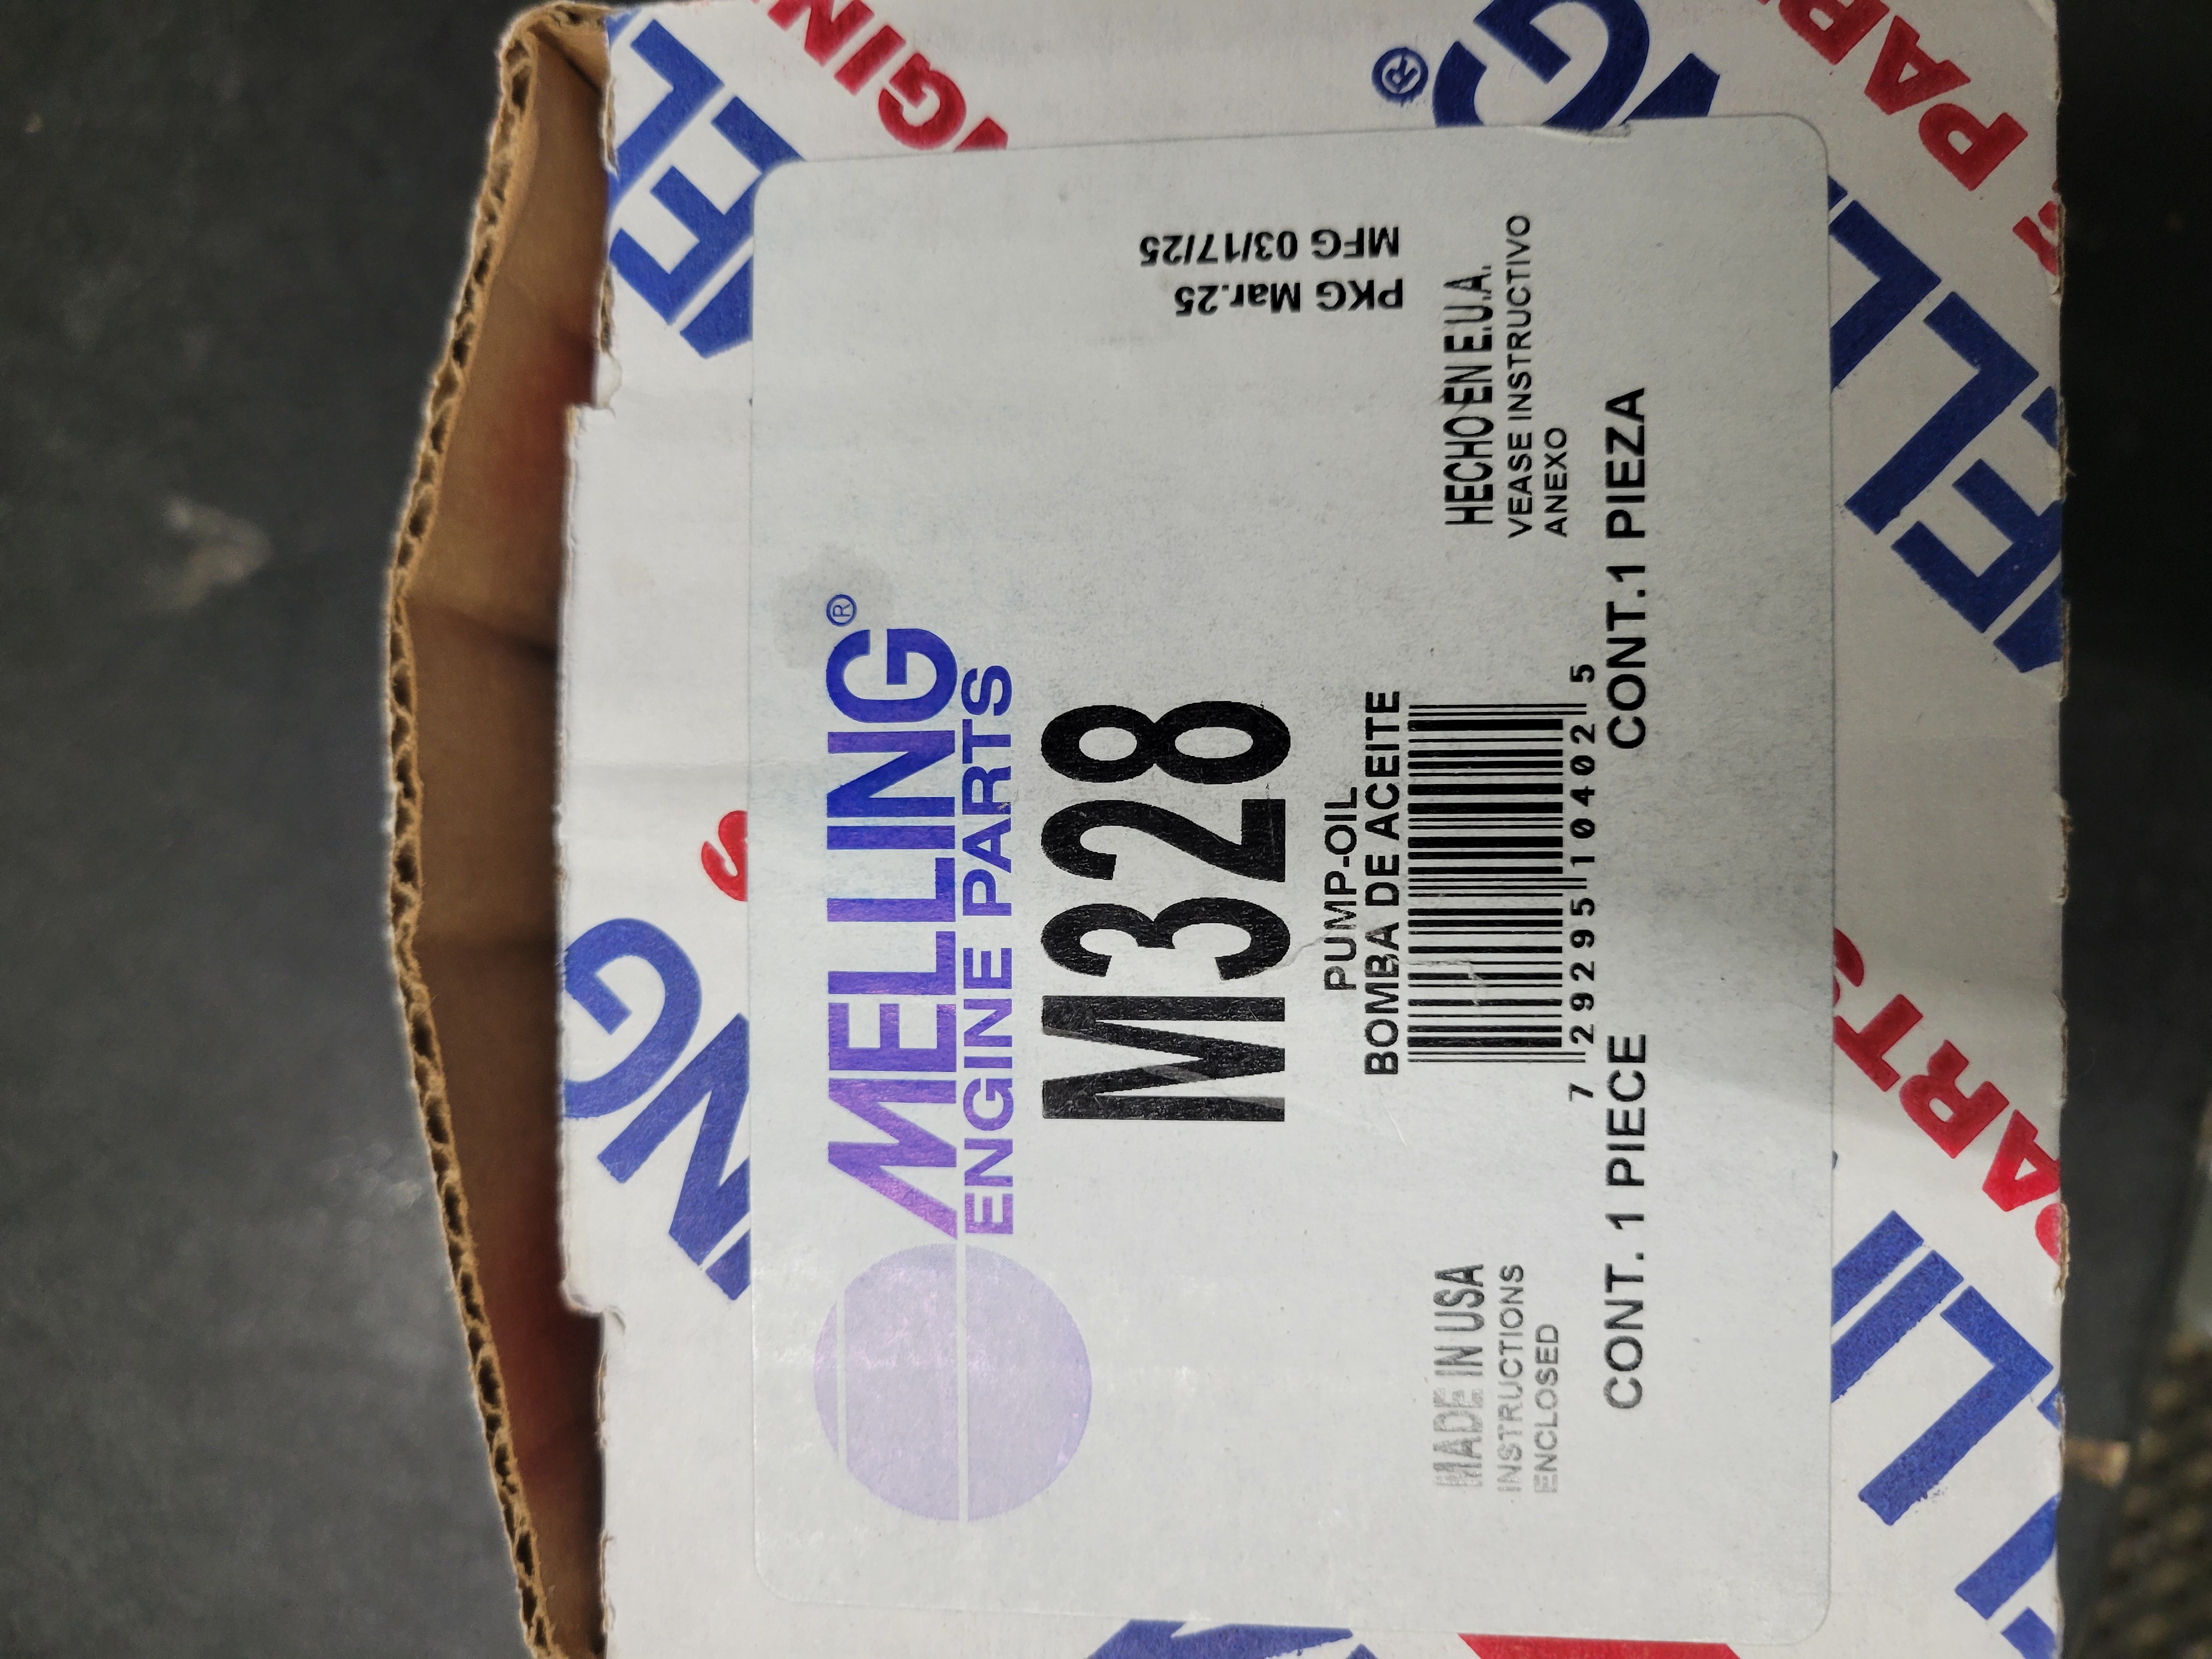 MELLING®
ENGINE PARTS
M328
PUMP-OIL
BOMBA DE ACEITE
7 29295 10402 5
MADE IN USA
INSTRUCTIONS
ENCLOSED
HECHO EN E.U.A.
VEASE INSTRUCTIVO
ANEXO
CONT. 1 PIECE
CONT.1 PIEZA
PKG Mar.25
MFG 03/17/25